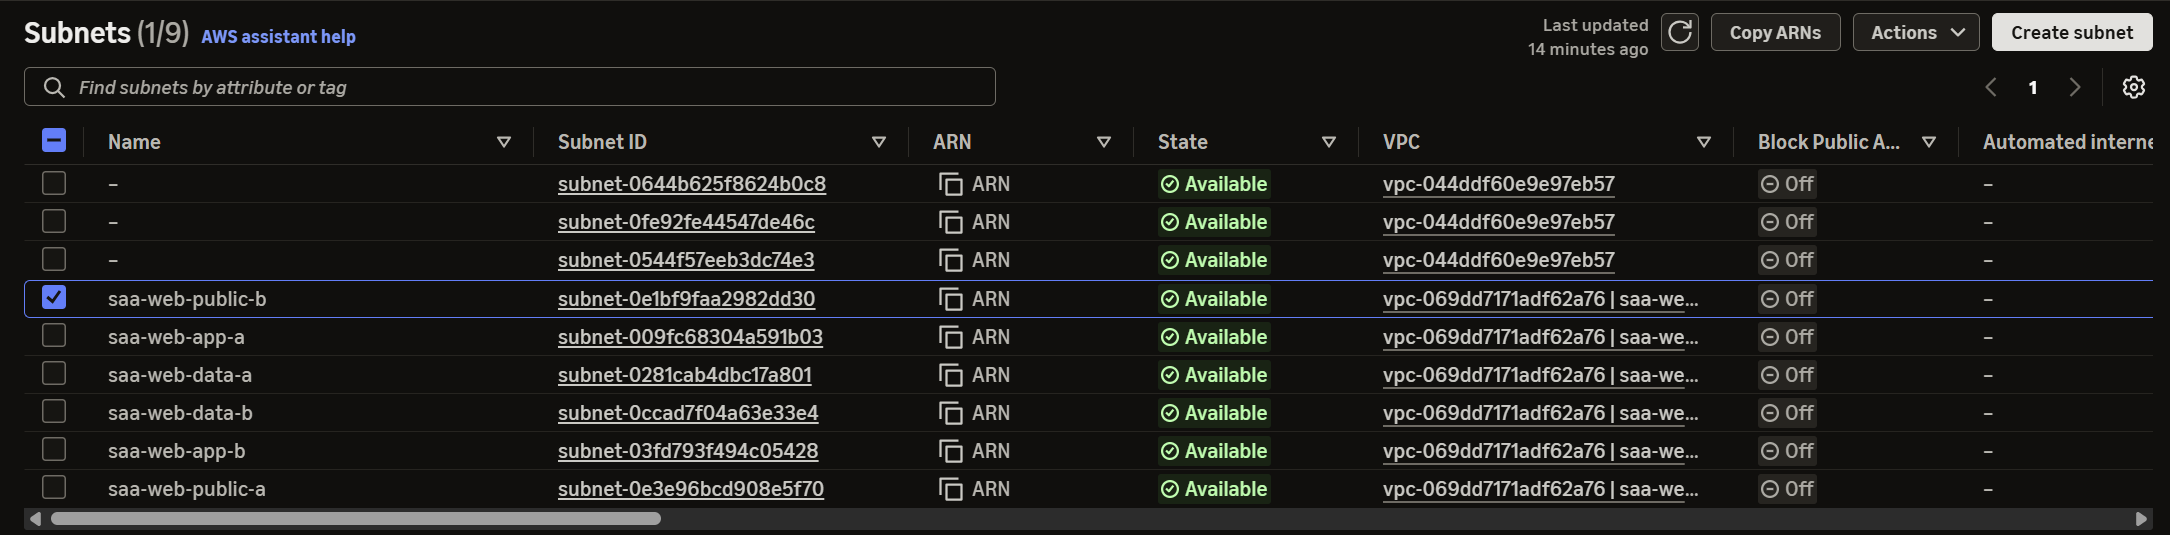 Subnets (1/9) AWS assistant help
Last updated
14 minutes ago
Copy ARNs
Actions
Create subnet
Find subnets by attribute or tag
1
Name Subnet ID ARN State VPC Block Public A... Automated interne
– subnet-0644b625f8624b0c8 ARN Available vpc-044ddf60e9e97eb57 Off –
– subnet-0fe92fe44547de46c ARN Available vpc-044ddf60e9e97eb57 Off –
– subnet-0544f57eeb3dc74e3 ARN Available vpc-044ddf60e9e97eb57 Off –
saa-web-public-b subnet-0e1bf9faa2982dd30 ARN Available vpc-069dd7171adf62a76 | saa-we... Off –
saa-web-app-a subnet-009fc68304a591b03 ARN Available vpc-069dd7171adf62a76 | saa-we... Off –
saa-web-data-a subnet-0281cab4dbc17a801 ARN Available vpc-069dd7171adf62a76 | saa-we... Off –
saa-web-data-b subnet-0ccad7f04a63e33e4 ARN Available vpc-069dd7171adf62a76 | saa-we... Off –
saa-web-app-b subnet-03fd793f494c05428 ARN Available vpc-069dd7171adf62a76 | saa-we... Off –
saa-web-public-a subnet-0e3e96bcd908e5f70 ARN Available vpc-069dd7171adf62a76 | saa-we... Off –